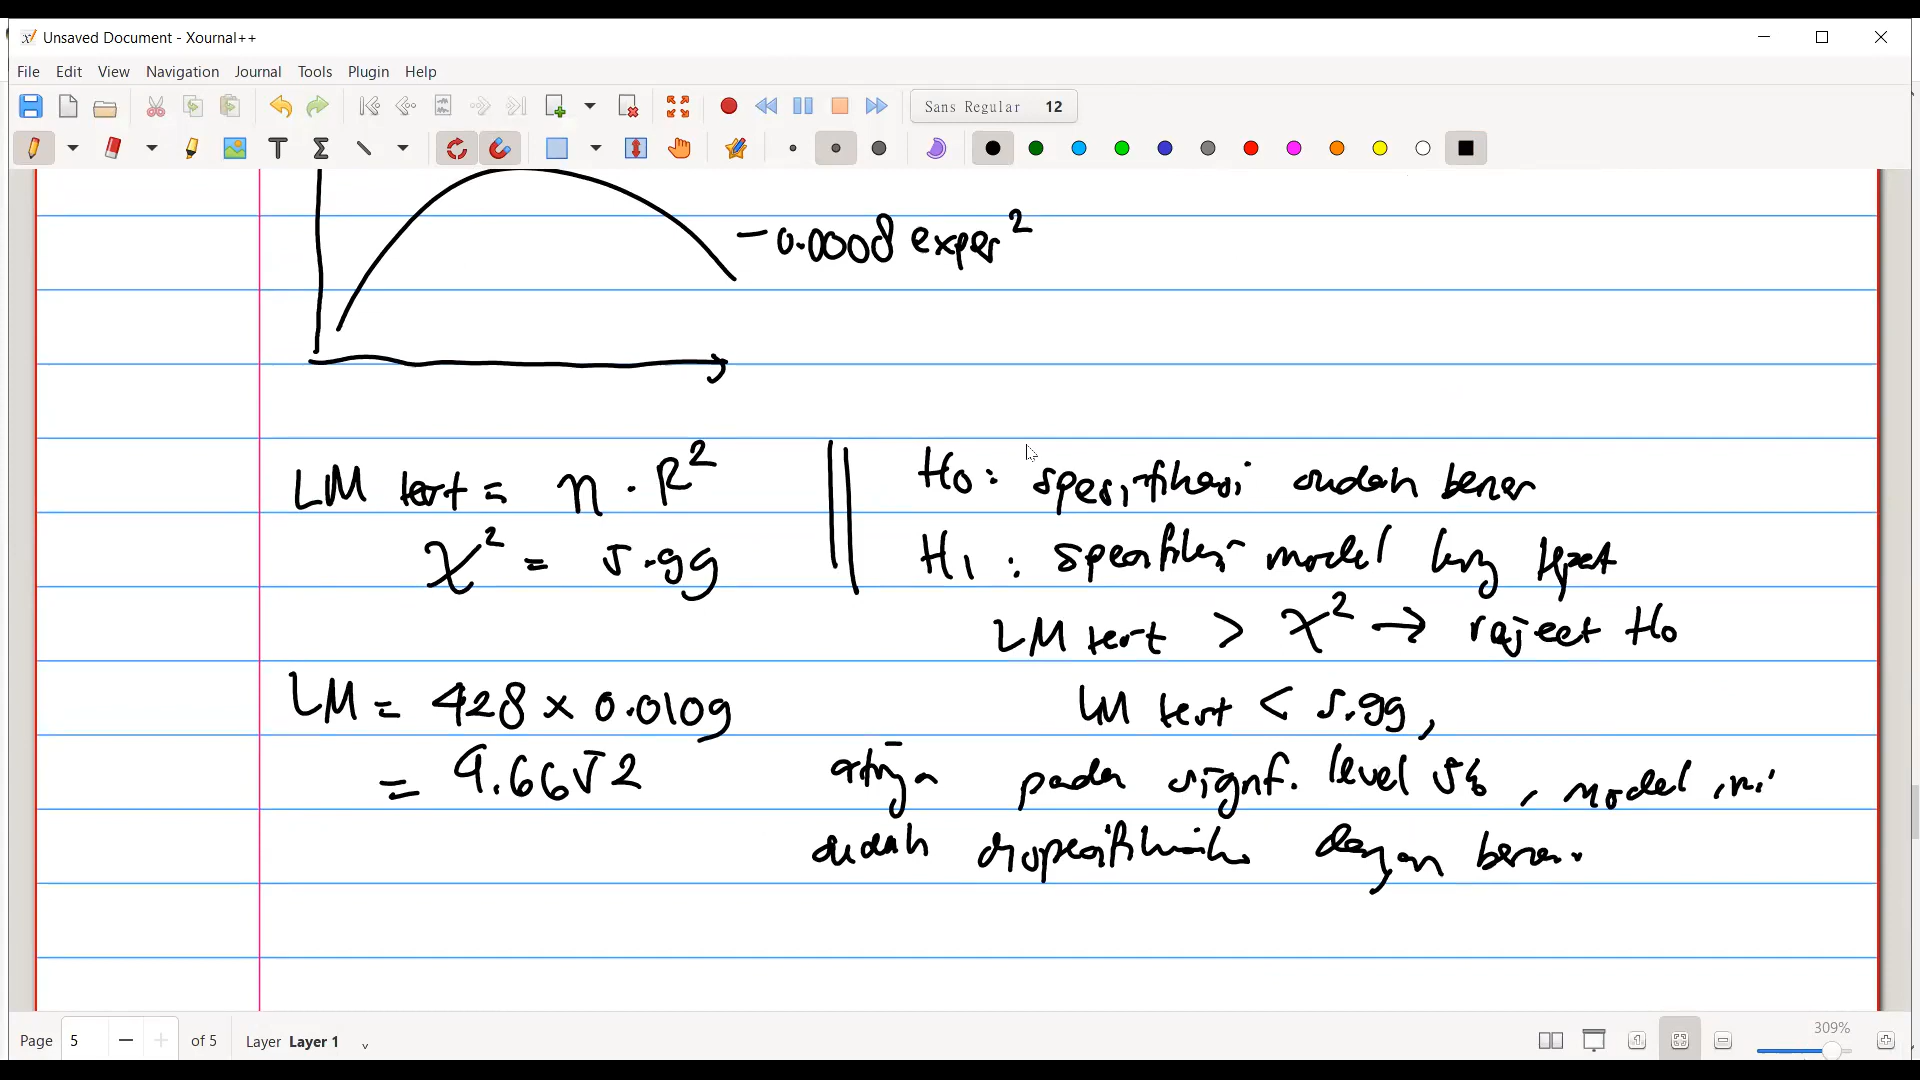 Unsaved Document - Xournal++
File Edit View Navigation Journal Tools Plugin Help
Sans Regular 12
-0.0008 exper²
LM test = n . R²
χ² = 5.99
H0 : spesifikasi sudah benar
H1 : spesifikasi model krg tepat
LM test > χ² → reject H0
LM = 428 x 0.0109
= 4.6652
LM test < 5.99,
artinya pada signf. level 5%, model ini
sudah dispesifikasikan dengan benar.
Page 5 of 5 Layer Layer 1
309%